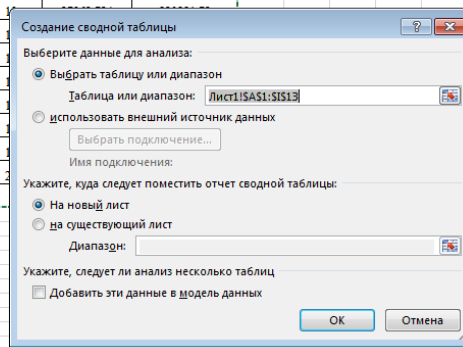 Создание сводной таблицы
Выберите данные для анализа:
Выбрать таблицу или диапазон
Таблица или диапазон: Лист1!$A$1:$I$13
использовать внешний источник данных
Выбрать подключение...
Имя подключения:
Укажите, куда следует поместить отчет сводной таблицы:
На новый лист
на существующий лист
Диапазон:
Укажите, следует ли анализ несколько таблиц
Добавить эти данные в модель данных
ОК Отмена